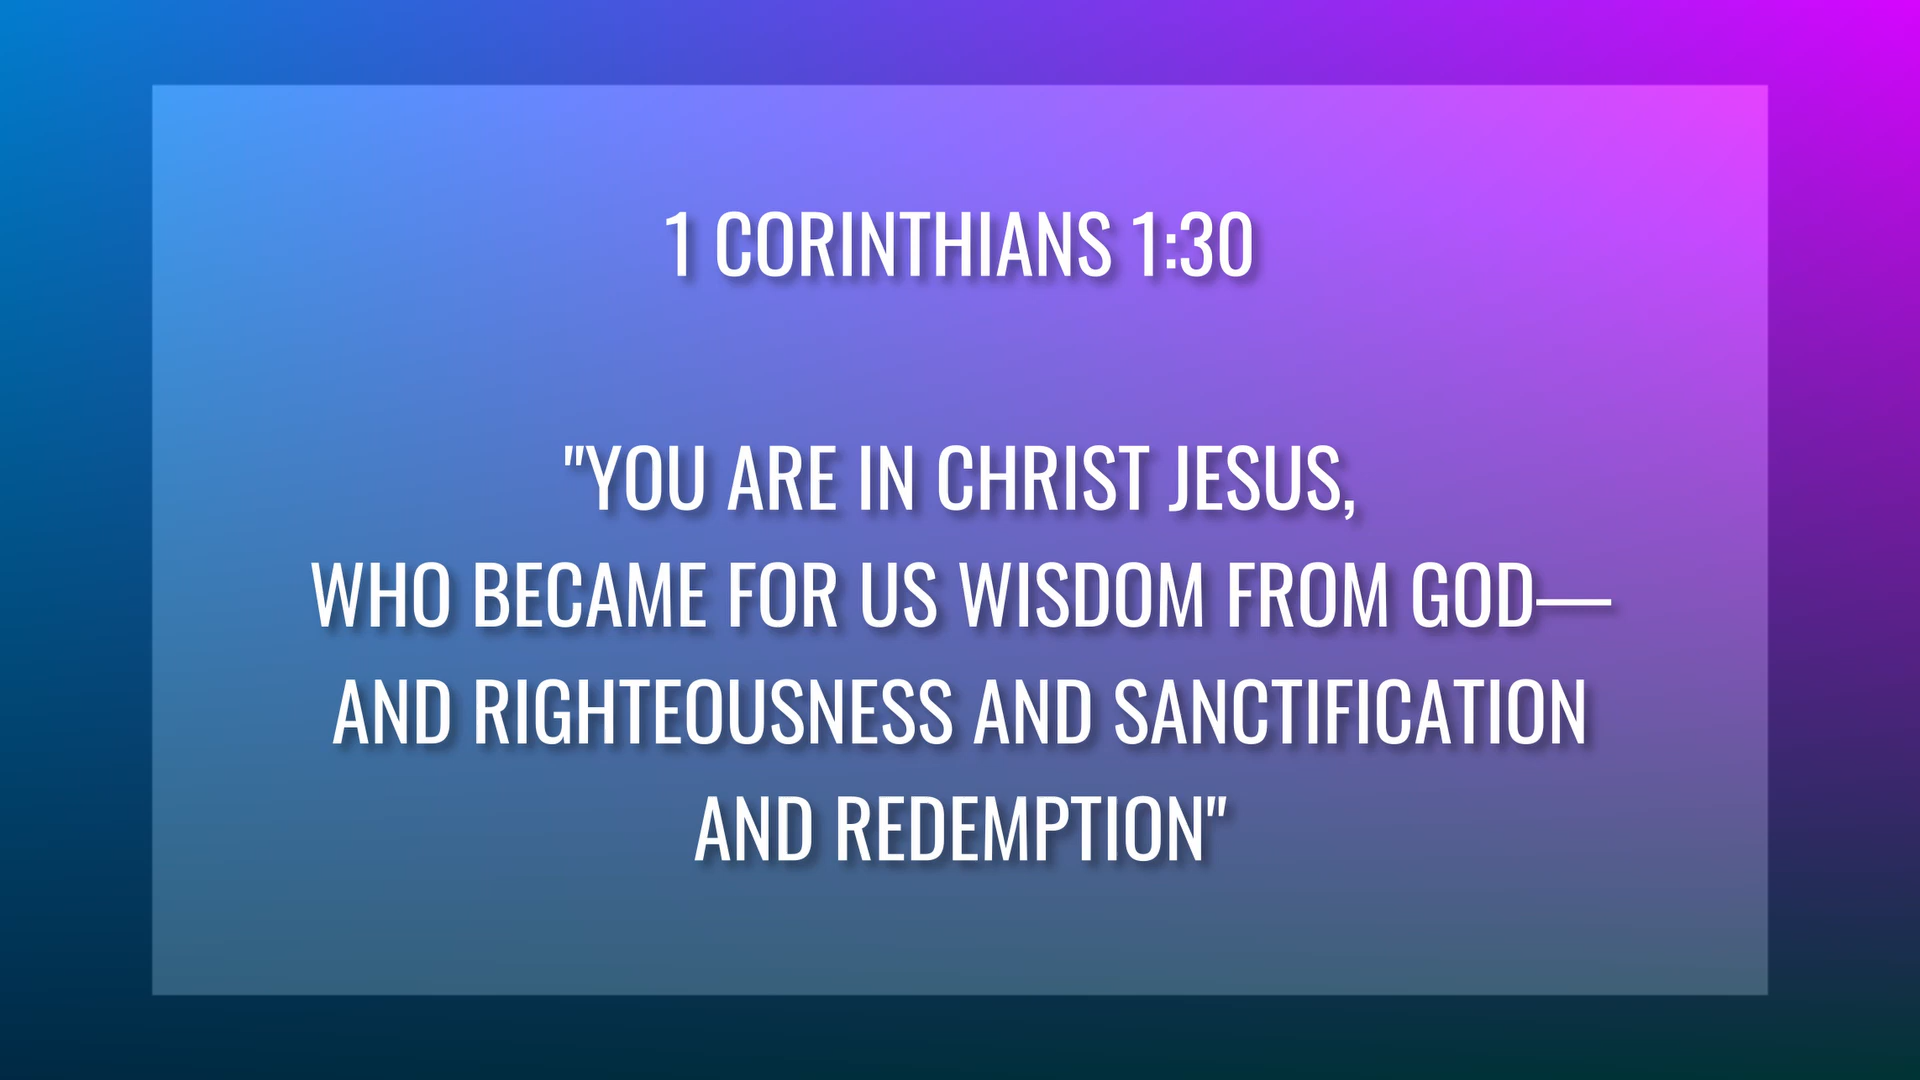 1 CORINTHIANS 1:30
"YOU ARE IN CHRIST JESUS,
WHO BECAME FOR US WISDOM FROM GOD—
AND RIGHTEOUSNESS AND SANCTIFICATION
AND REDEMPTION"